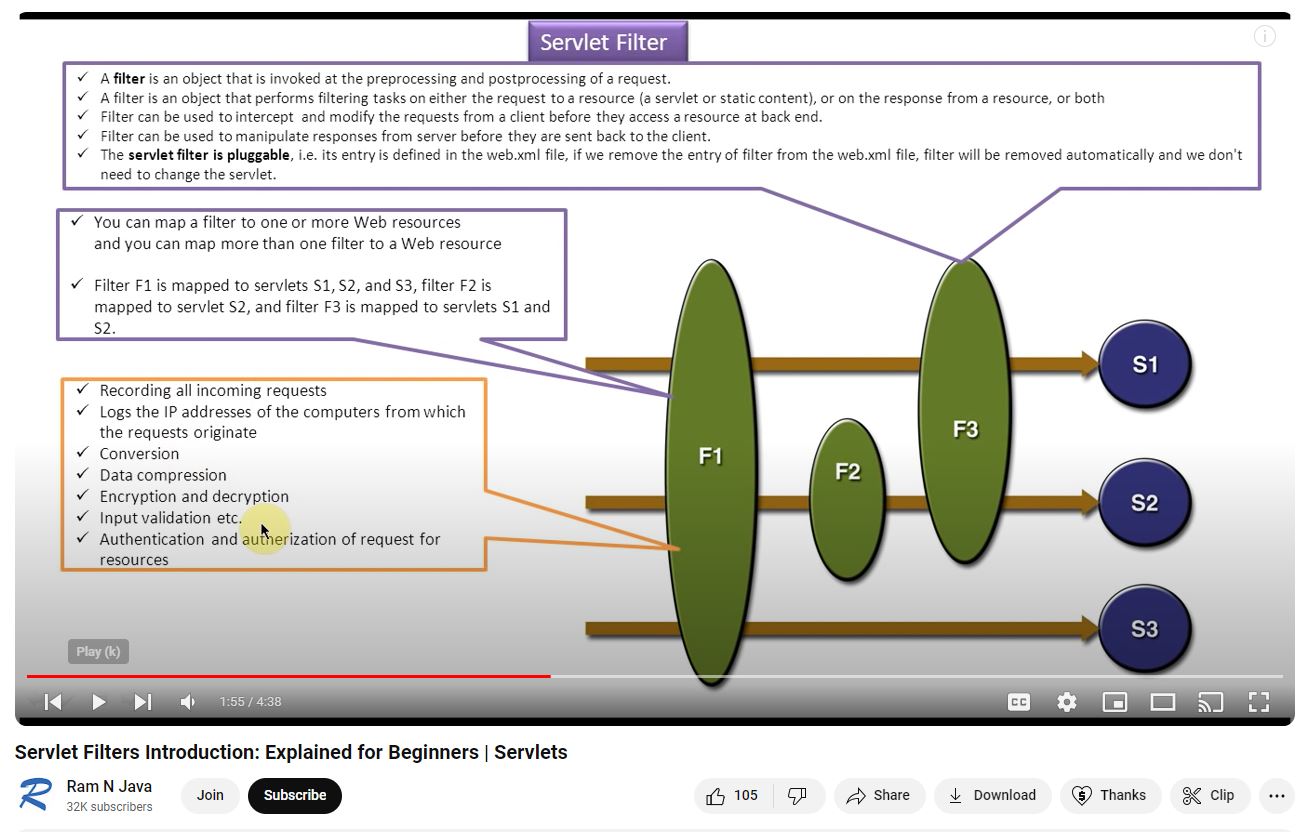 Servlet Filter
✓ A filter is an object that is invoked at the preprocessing and postprocessing of a request.
✓ A filter is an object that performs filtering tasks on either the request to a resource (a servlet or static content), or on the response from a resource, or both
✓ Filter can be used to intercept and modify the requests from a client before they access a resource at back end.
✓ Filter can be used to manipulate responses from server before they are sent back to the client.
✓ The servlet filter is pluggable, i.e. its entry is defined in the web.xml file, if we remove the entry of filter from the web.xml file, filter will be removed automatically and we don't
need to change the servlet.
✓ You can map a filter to one or more Web resources
and you can map more than one filter to a Web resource
✓ Filter F1 is mapped to servlets S1, S2, and S3, filter F2 is
mapped to servlet S2, and filter F3 is mapped to servlets S1 and
S2.
✓ Recording all incoming requests
✓ Logs the IP addresses of the computers from which
the requests originate
✓ Conversion
✓ Data compression
✓ Encryption and decryption
✓ Input validation etc.
✓ Authentication and autherization of request for
resources
F1
F2
F3
S1
S2
S3
Play (k)
1:55 / 4:38
CC
Servlet Filters Introduction: Explained for Beginners | Servlets
Ram N Java
32K subscribers
Join
Subscribe
105
Share
Download
Thanks
Clip